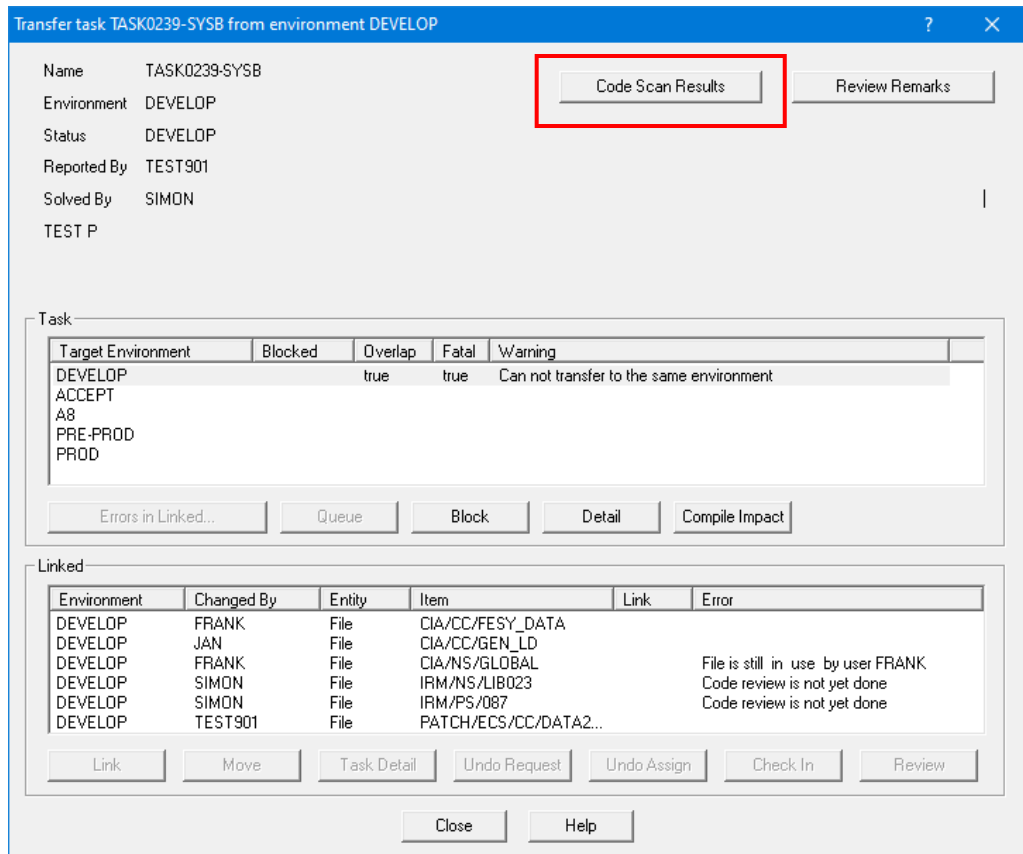 Transfer task TASK0239-SYSB from environment DEVELOP ?
Name TASK0239-SYSB Code Scan Results Review Remarks
Environment DEVELOP
Status DEVELOP
Reported By TEST901
Solved By SIMON
TEST P
Task
Target Environment Blocked Overlap Fatal Warning
DEVELOP true true Can not transfer to the same environment
ACCEPT
A8
PRE-PROD
PROD
Errors in Linked... Queue Block Detail Compile Impact
Linked
Environment Changed By Entity Item Link Error
DEVELOP FRANK File CIA/CC/FESY_DATA
DEVELOP JAN File CIA/CC/GEN_LD
DEVELOP FRANK File CIA/NS/GLOBAL File is still in use by user FRANK
DEVELOP SIMON File IRM/NS/LIB023 Code review is not yet done
DEVELOP SIMON File IRM/PS/087 Code review is not yet done
DEVELOP TEST901 File PATCH/ECS/CC/DATA2...
Link Move Task Detail Undo Request Undo Assign Check In Review
Close Help